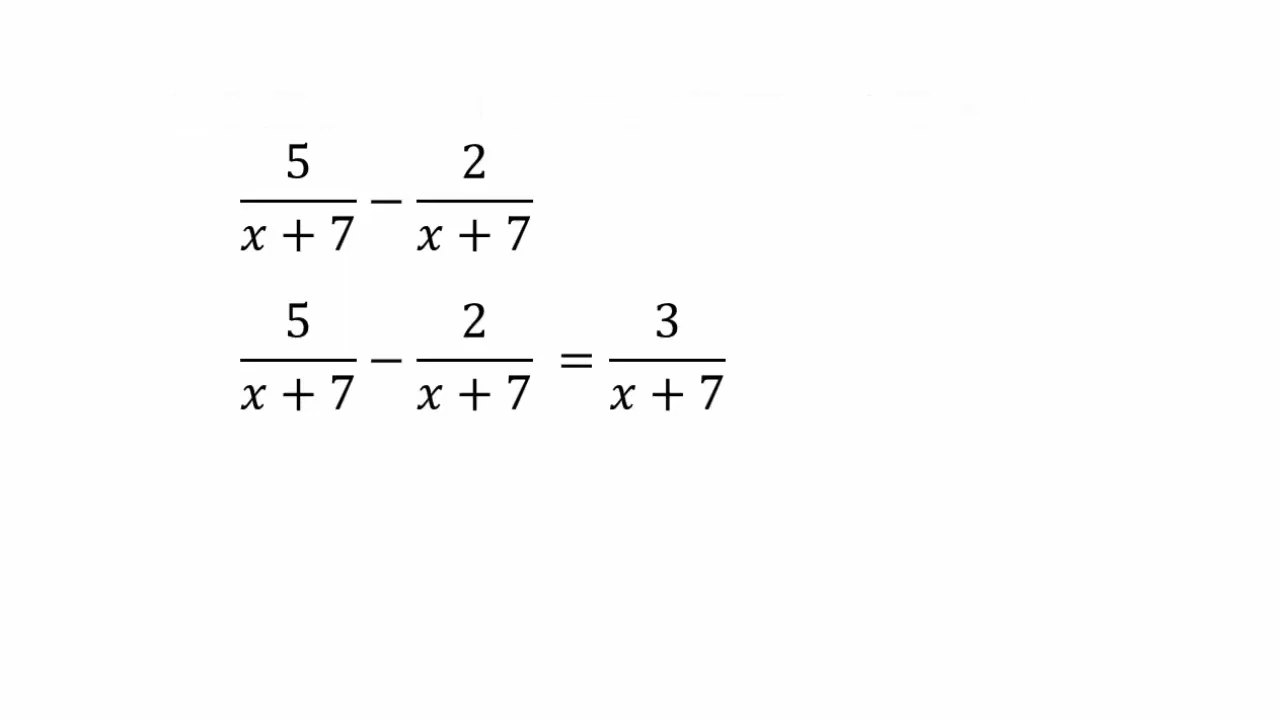 5/(x + 7) − 2/(x + 7)
5/(x + 7) − 2/(x + 7) = 3/(x + 7)